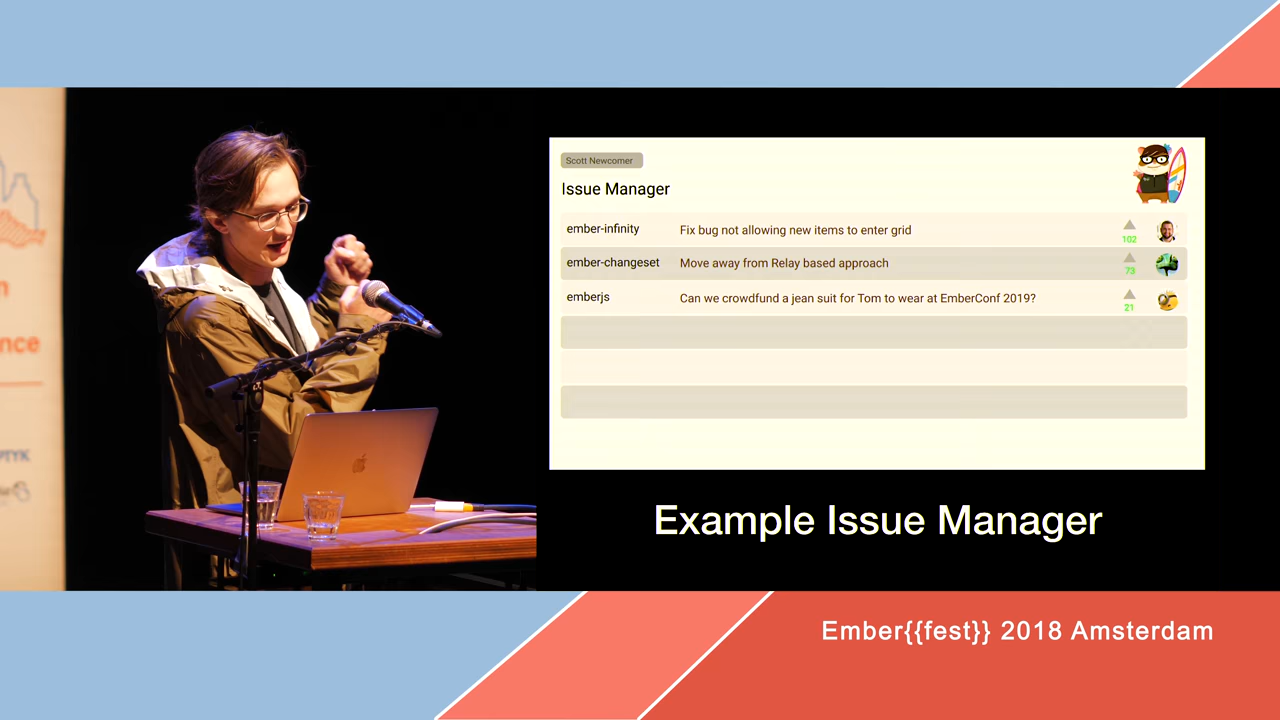 Scott Newcomer
Issue Manager
ember-infinity Fix bug not allowing new items to enter grid 102
ember-changeset Move away from Relay based approach 73
emberjs Can we crowdfund a jean suit for Tom to wear at EmberConf 2019? 21
Example Issue Manager
Ember{{fest}} 2018 Amsterdam
nce